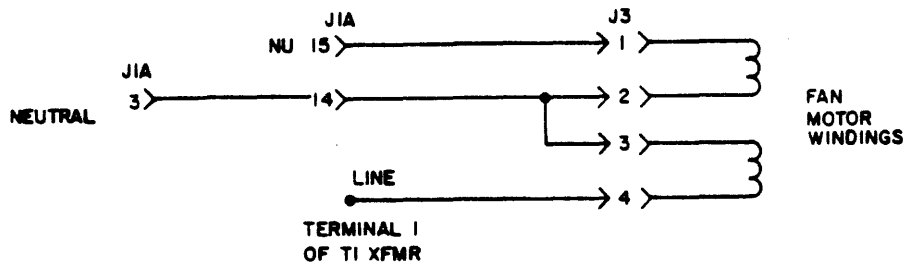 J1A J3
NU 15 1
J1A
3 14 2
NEUTRAL
FAN
MOTOR
WINDINGS
3
LINE
4
TERMINAL 1
OF T1 XFMR